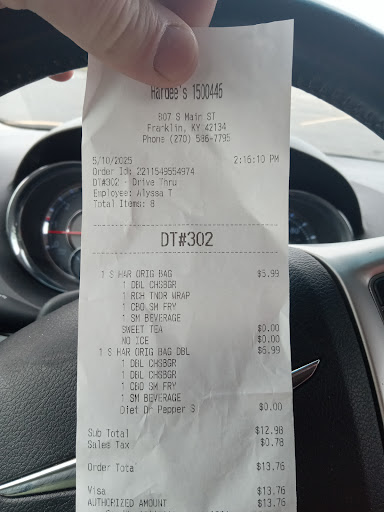 Hardee's 1500446
807 S Main ST
Franklin, KY 42134
Phone (270) 586-7795
5/10/2025 2:16:10 PM
Order Id: 2211549554974
DT#302 - Drive Thru
Employee: Alyssa T
Total Items: 8
DT#302
1 S HAR ORIG BAG $5.99
1 DBL CHSBGR
1 RCH TNDR WRAP
1 CBO SM FRY
1 SM BEVERAGE
SWEET TEA $0.00
NO ICE $0.00
1 S HAR ORIG BAG DBL $6.99
1 DBL CHSBGR
1 DBL CHSBGR
1 CBO SM FRY
1 SM BEVERAGE
Diet Dr Pepper S $0.00
Sub Total $12.98
Sales Tax $0.78
Order Tota $13.76
Visa $13.76
AUTHORIZED AMOUNT $13.76